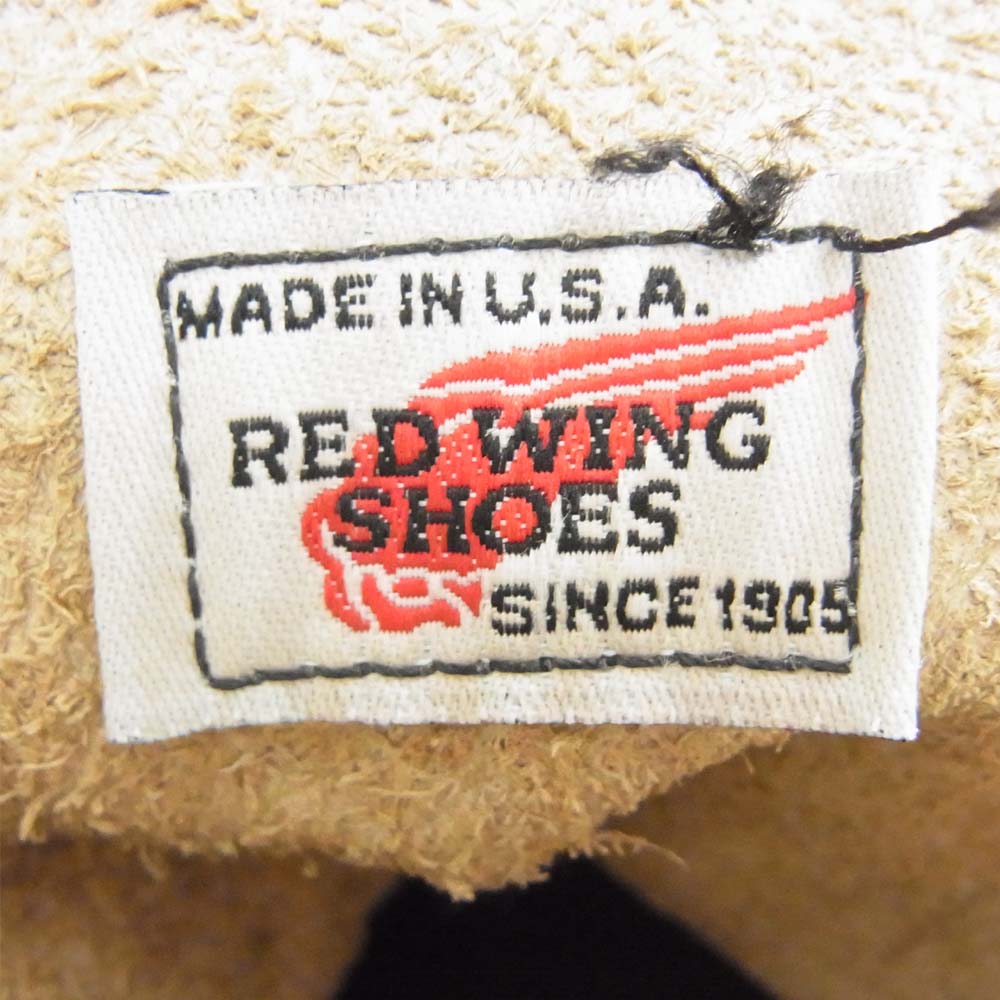 MADE IN U.S.A.
RED WING
SHOES
SINCE 1905